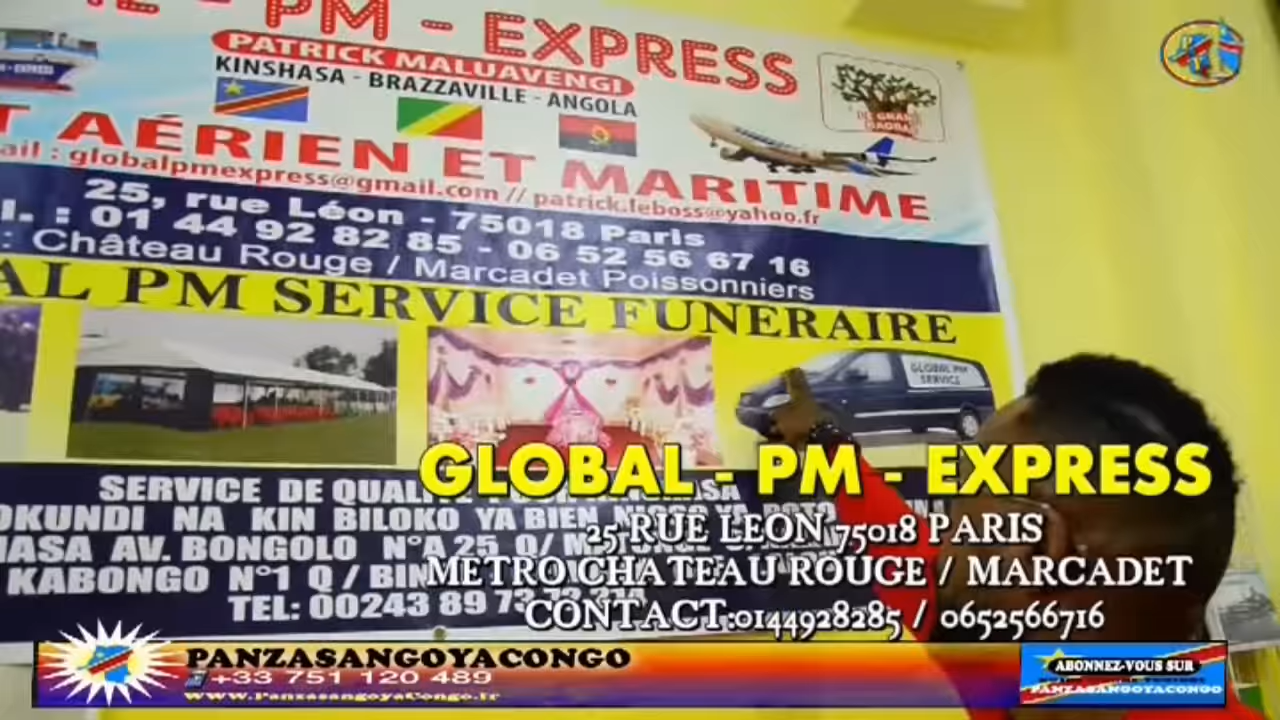 PM - EXPRESS
PATRICK MALUAVENGI
KINSHASA - BRAZZAVILLE - ANGOLA
AÉRIEN ET MARITIME
globalpmexpress@gmail.com // patrick.leboss@yahoo.fr
25, rue Léon - 75018 Paris
: 01 44 92 82 85 - 06 52 56 67 16
: Château Rouge / Marcadet Poissonniers
PM SERVICE FUNERAIRE
GLOBAL PM
SERVICE
SERVICE DE
NA KIN BILOKO YA BIEN
AV. BONGOLO N°A 25 Q/
KABONGO N°1 Q /
TEL: 00243 89
GLOBAL - PM - EXPRESS
25 RUE LEON 75018 PARIS
METRO CHATEAU ROUGE / MARCADET
CONTACT:0144928285 / 0652566716
PANZASANGOYACONGO
+33 751 120 489
www.PanzasangoyaCongo.fr
ABONNEZ-VOUS SUR
PANZASANGOYACONGO